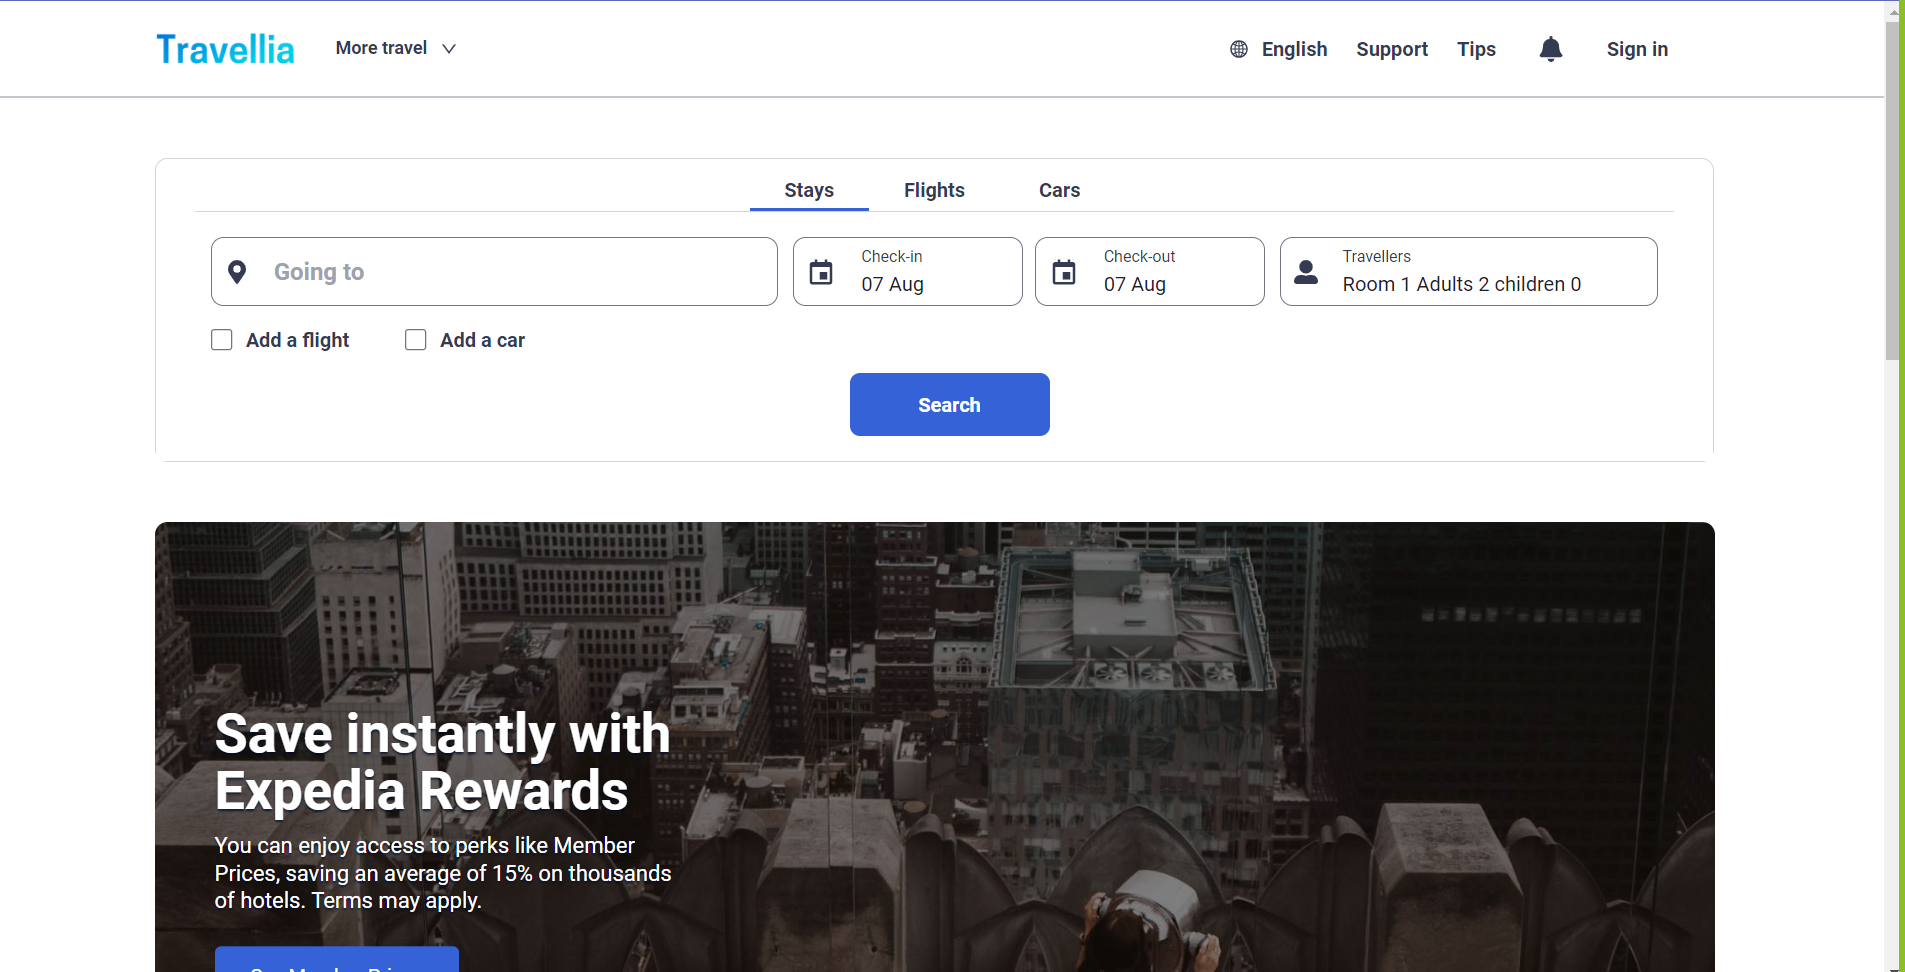 Travellia
More travel
English
Support
Tips
Sign in
Stays
Flights
Cars
Going to
Check-in
07 Aug
Check-out
07 Aug
Travellers
Room 1 Adults 2 children 0
Add a flight
Add a car
Search
Save instantly with
Expedia Rewards
You can enjoy access to perks like Member
Prices, saving an average of 15% on thousands
of hotels. Terms may apply.